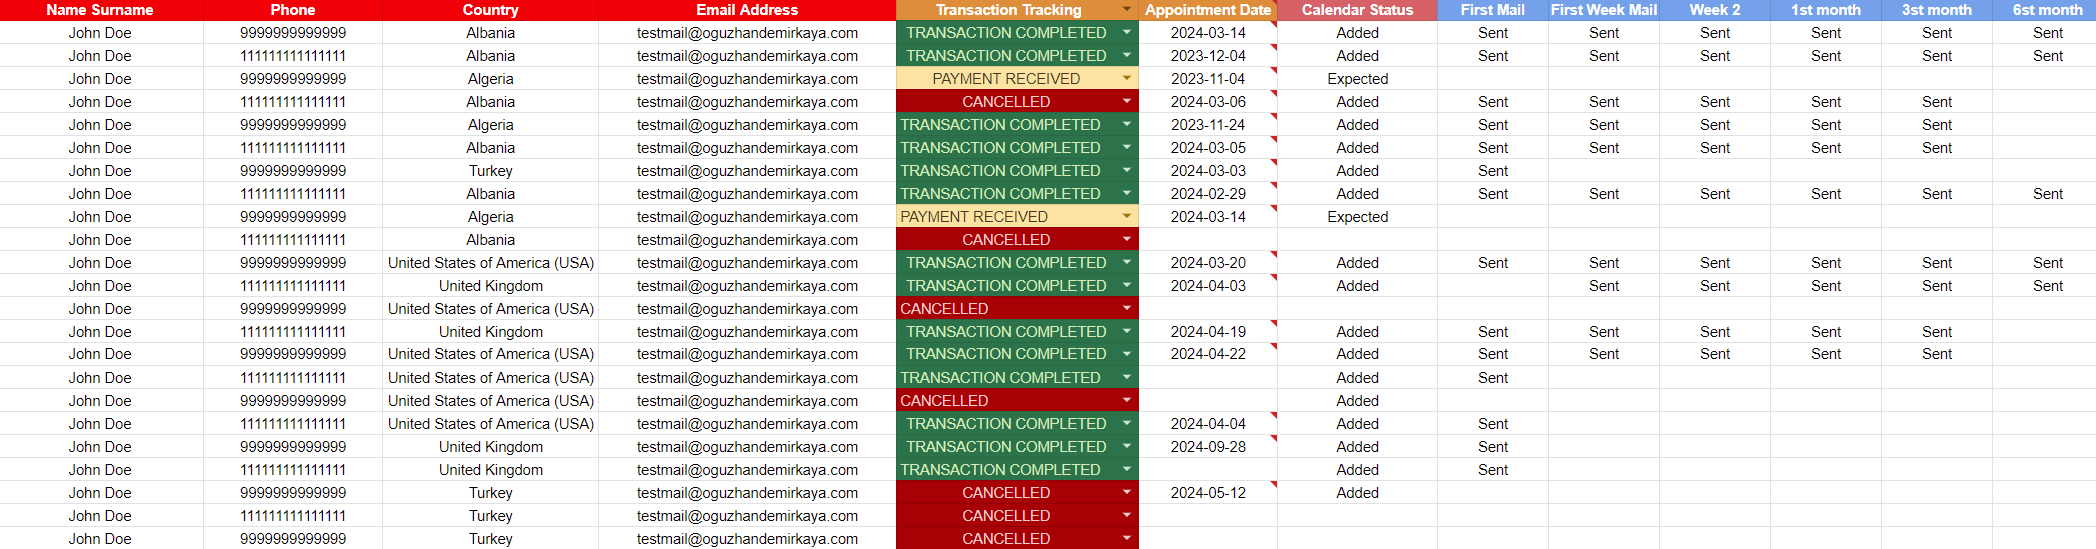 Name Surname Phone Country Email Address Transaction Tracking Appointment Date Calendar Status First Mail First Week Mail Week 2 1st month 3st month 6st month
John Doe 9999999999999 Albania testmail@oguzhandemirkaya.com TRANSACTION COMPLETED 2024-03-14 Added Sent Sent Sent Sent Sent Sent
John Doe 111111111111111 Albania testmail@oguzhandemirkaya.com TRANSACTION COMPLETED 2023-12-04 Added Sent Sent Sent Sent Sent Sent
John Doe 9999999999999 Algeria testmail@oguzhandemirkaya.com PAYMENT RECEIVED 2023-11-04 Expected
John Doe 111111111111111 Albania testmail@oguzhandemirkaya.com CANCELLED 2024-03-06 Added Sent Sent Sent Sent Sent
John Doe 9999999999999 Algeria testmail@oguzhandemirkaya.com TRANSACTION COMPLETED 2023-11-24 Added Sent Sent Sent Sent Sent
John Doe 111111111111111 Albania testmail@oguzhandemirkaya.com TRANSACTION COMPLETED 2024-03-05 Added Sent Sent Sent Sent Sent
John Doe 9999999999999 Turkey testmail@oguzhandemirkaya.com TRANSACTION COMPLETED 2024-03-03 Added Sent
John Doe 111111111111111 Albania testmail@oguzhandemirkaya.com TRANSACTION COMPLETED 2024-02-29 Added Sent Sent Sent Sent Sent Sent
John Doe 9999999999999 Algeria testmail@oguzhandemirkaya.com PAYMENT RECEIVED 2024-03-14 Expected
John Doe 111111111111111 Albania testmail@oguzhandemirkaya.com CANCELLED
John Doe 9999999999999 United States of America (USA) testmail@oguzhandemirkaya.com TRANSACTION COMPLETED 2024-03-20 Added Sent Sent Sent Sent Sent Sent
John Doe 111111111111111 United Kingdom testmail@oguzhandemirkaya.com TRANSACTION COMPLETED 2024-04-03 Added Sent Sent Sent Sent Sent
John Doe 9999999999999 United States of America (USA) testmail@oguzhandemirkaya.com CANCELLED
John Doe 111111111111111 United Kingdom testmail@oguzhandemirkaya.com TRANSACTION COMPLETED 2024-04-19 Added Sent Sent Sent Sent Sent
John Doe 9999999999999 United States of America (USA) testmail@oguzhandemirkaya.com TRANSACTION COMPLETED 2024-04-22 Added Sent Sent Sent Sent Sent
John Doe 111111111111111 United States of America (USA) testmail@oguzhandemirkaya.com TRANSACTION COMPLETED Added Sent
John Doe 9999999999999 United States of America (USA) testmail@oguzhandemirkaya.com CANCELLED Added
John Doe 111111111111111 United States of America (USA) testmail@oguzhandemirkaya.com TRANSACTION COMPLETED 2024-04-04 Added Sent
John Doe 9999999999999 United Kingdom testmail@oguzhandemirkaya.com TRANSACTION COMPLETED 2024-09-28 Added Sent
John Doe 111111111111111 United Kingdom testmail@oguzhandemirkaya.com TRANSACTION COMPLETED Added Sent
John Doe 9999999999999 Turkey testmail@oguzhandemirkaya.com CANCELLED 2024-05-12 Added
John Doe 111111111111111 Turkey testmail@oguzhandemirkaya.com CANCELLED
John Doe 9999999999999 Turkey testmail@oguzhandemirkaya.com CANCELLED